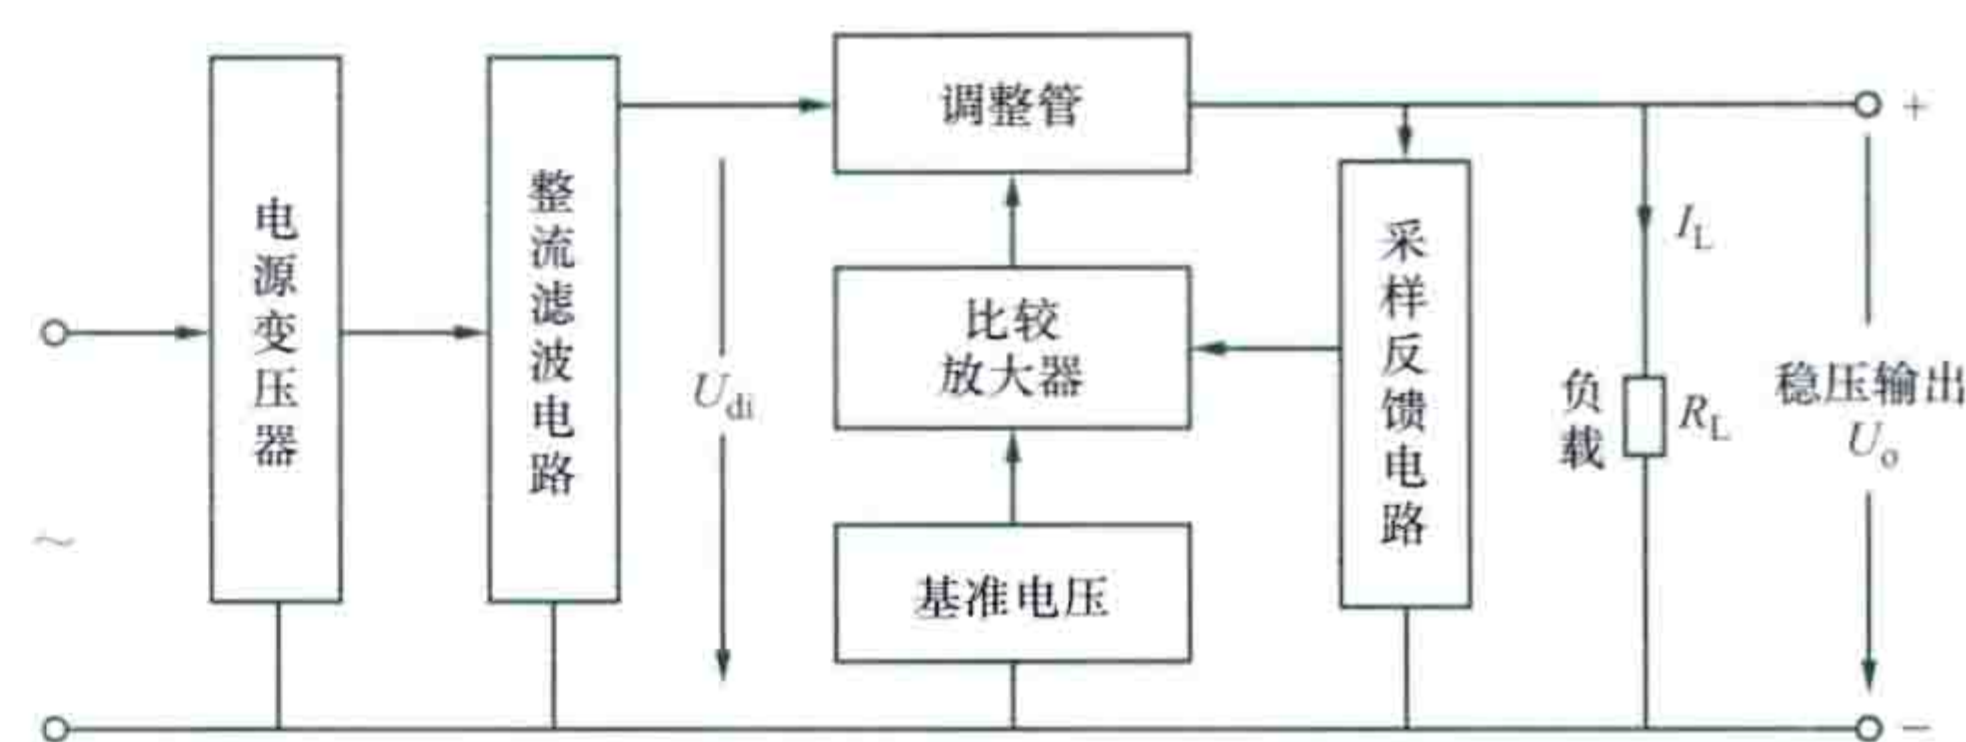 电源变压器
整流滤波电路
U_di
调整管
比较
放大器
基准电压
采样反馈电路
I_L
负载
R_L
稳压输出
U_o
+
−
~